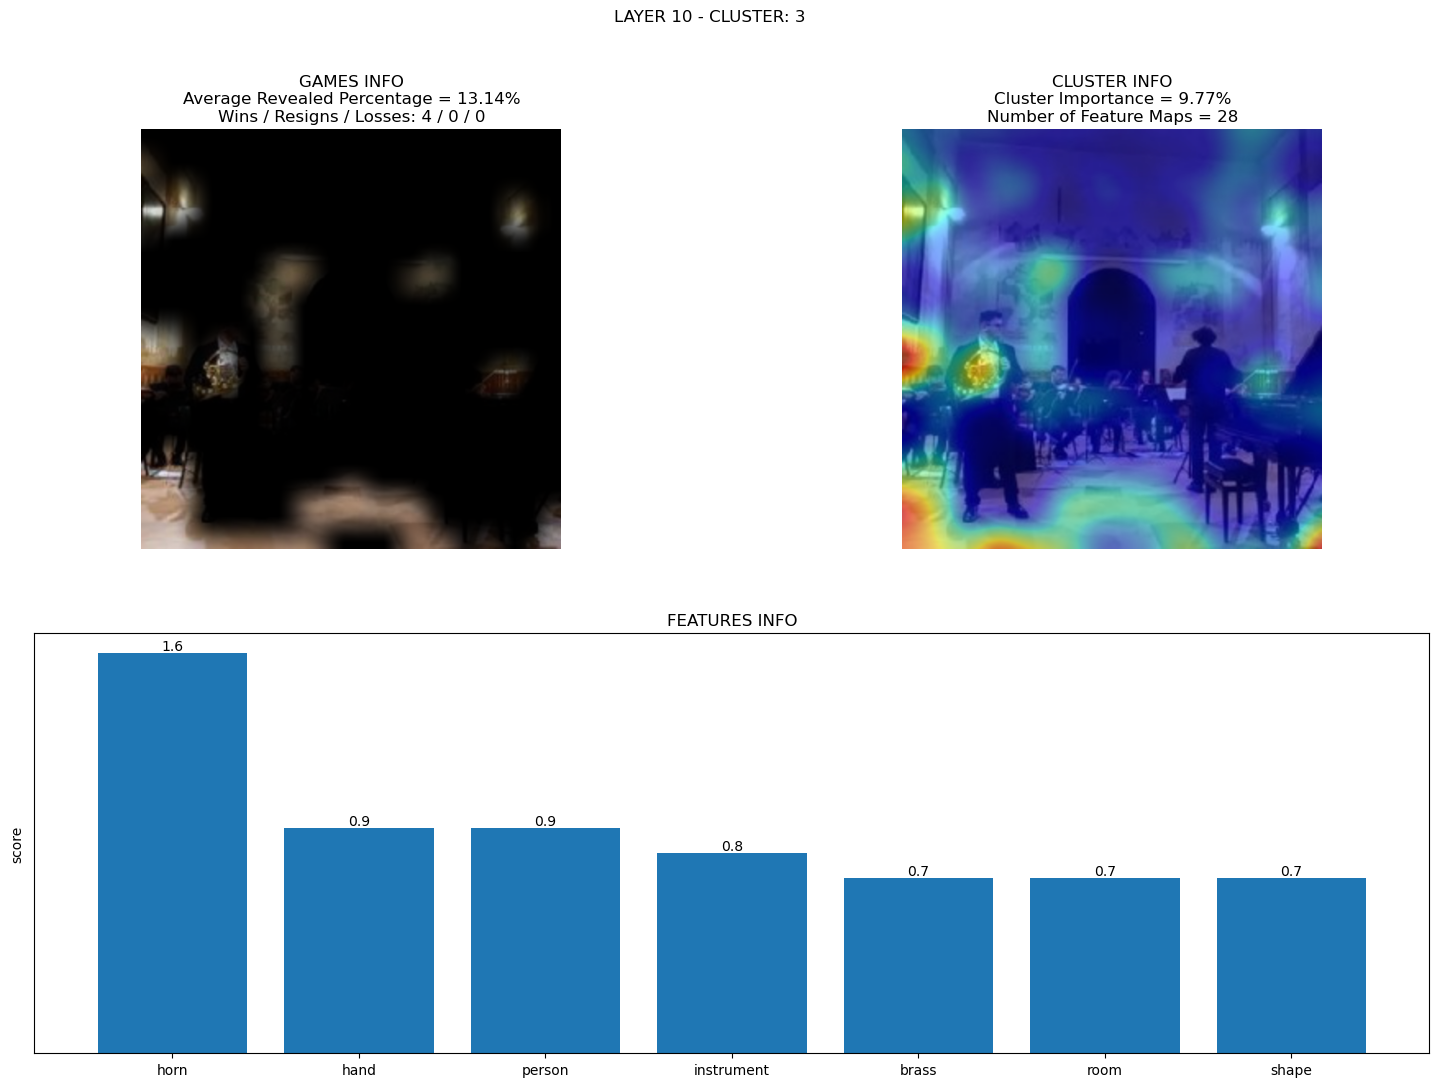 LAYER 10 - CLUSTER: 3
GAMES INFO
Average Revealed Percentage = 13.14%
Wins / Resigns / Losses: 4 / 0 / 0
CLUSTER INFO
Cluster Importance = 9.77%
Number of Feature Maps = 28
FEATURES INFO
score
1.6
0.9
0.9
0.8
0.7
0.7
0.7
horn
hand
person
instrument
brass
room
shape